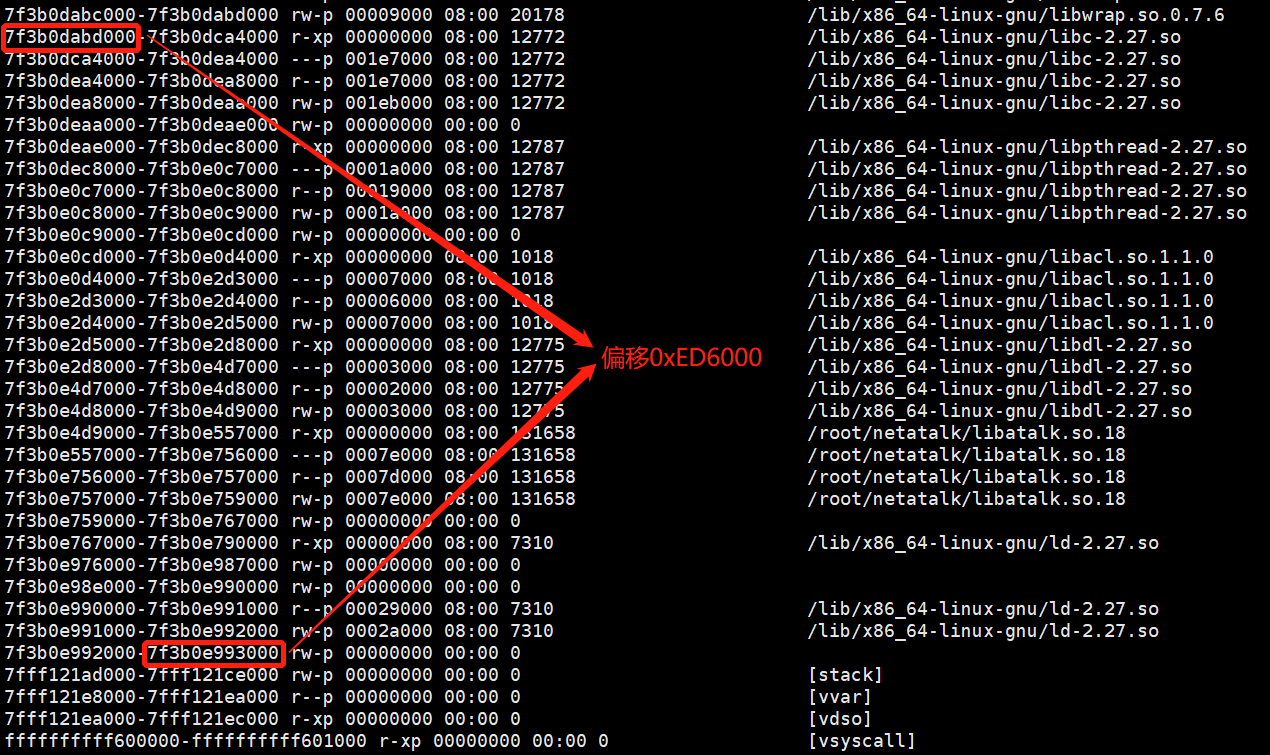 7f3b0dabc000-7f3b0dabd000 rw-p 00009000 08:00 20178 /lib/x86_64-linux-gnu/libwrap.so.0.7.6
7f3b0dabd000-7f3b0dca4000 r-xp 00000000 08:00 12772 /lib/x86_64-linux-gnu/libc-2.27.so
7f3b0dca4000-7f3b0dea4000 ---p 001e7000 08:00 12772 /lib/x86_64-linux-gnu/libc-2.27.so
7f3b0dea4000-7f3b0dea8000 r--p 001e7000 08:00 12772 /lib/x86_64-linux-gnu/libc-2.27.so
7f3b0dea8000-7f3b0deaa000 rw-p 001eb000 08:00 12772 /lib/x86_64-linux-gnu/libc-2.27.so
7f3b0deaa000-7f3b0deae000 rw-p 00000000 00:00 0
7f3b0deae000-7f3b0dec8000 r-xp 00000000 08:00 12787 /lib/x86_64-linux-gnu/libpthread-2.27.so
7f3b0dec8000-7f3b0e0c7000 ---p 0001a000 08:00 12787 /lib/x86_64-linux-gnu/libpthread-2.27.so
7f3b0e0c7000-7f3b0e0c8000 r--p 00019000 08:00 12787 /lib/x86_64-linux-gnu/libpthread-2.27.so
7f3b0e0c8000-7f3b0e0c9000 rw-p 0001a000 08:00 12787 /lib/x86_64-linux-gnu/libpthread-2.27.so
7f3b0e0c9000-7f3b0e0cd000 rw-p 00000000 00:00 0
7f3b0e0cd000-7f3b0e0d4000 r-xp 00000000 08:00 1018 /lib/x86_64-linux-gnu/libacl.so.1.1.0
7f3b0e0d4000-7f3b0e2d3000 ---p 00007000 08:00 1018 /lib/x86_64-linux-gnu/libacl.so.1.1.0
7f3b0e2d3000-7f3b0e2d4000 r--p 00006000 08:00 1018 /lib/x86_64-linux-gnu/libacl.so.1.1.0
7f3b0e2d4000-7f3b0e2d5000 rw-p 00007000 08:00 1018 /lib/x86_64-linux-gnu/libacl.so.1.1.0
7f3b0e2d5000-7f3b0e2d8000 r-xp 00000000 08:00 12775 /lib/x86_64-linux-gnu/libdl-2.27.so
偏移0xED6000
7f3b0e2d8000-7f3b0e4d7000 ---p 00003000 08:00 12775 /lib/x86_64-linux-gnu/libdl-2.27.so
7f3b0e4d7000-7f3b0e4d8000 r--p 00002000 08:00 12775 /lib/x86_64-linux-gnu/libdl-2.27.so
7f3b0e4d8000-7f3b0e4d9000 rw-p 00003000 08:00 12775 /lib/x86_64-linux-gnu/libdl-2.27.so
7f3b0e4d9000-7f3b0e557000 r-xp 00000000 08:00 131658 /root/netatalk/libatalk.so.18
7f3b0e557000-7f3b0e756000 ---p 0007e000 08:00 131658 /root/netatalk/libatalk.so.18
7f3b0e756000-7f3b0e757000 r--p 0007d000 08:00 131658 /root/netatalk/libatalk.so.18
7f3b0e757000-7f3b0e759000 rw-p 0007e000 08:00 131658 /root/netatalk/libatalk.so.18
7f3b0e759000-7f3b0e767000 rw-p 00000000 00:00 0
7f3b0e767000-7f3b0e790000 r-xp 00000000 08:00 7310 /lib/x86_64-linux-gnu/ld-2.27.so
7f3b0e976000-7f3b0e987000 rw-p 00000000 00:00 0
7f3b0e98e000-7f3b0e990000 rw-p 00000000 00:00 0
7f3b0e990000-7f3b0e991000 r--p 00029000 08:00 7310 /lib/x86_64-linux-gnu/ld-2.27.so
7f3b0e991000-7f3b0e992000 rw-p 0002a000 08:00 7310 /lib/x86_64-linux-gnu/ld-2.27.so
7f3b0e992000-7f3b0e993000 rw-p 00000000 00:00 0
7fff121ad000-7fff121ce000 rw-p 00000000 00:00 0 [stack]
7fff121e8000-7fff121ea000 r--p 00000000 00:00 0 [vvar]
7fff121ea000-7fff121ec000 r-xp 00000000 00:00 0 [vdso]
ffffffffff600000-ffffffffff601000 r-xp 00000000 00:00 0 [vsyscall]